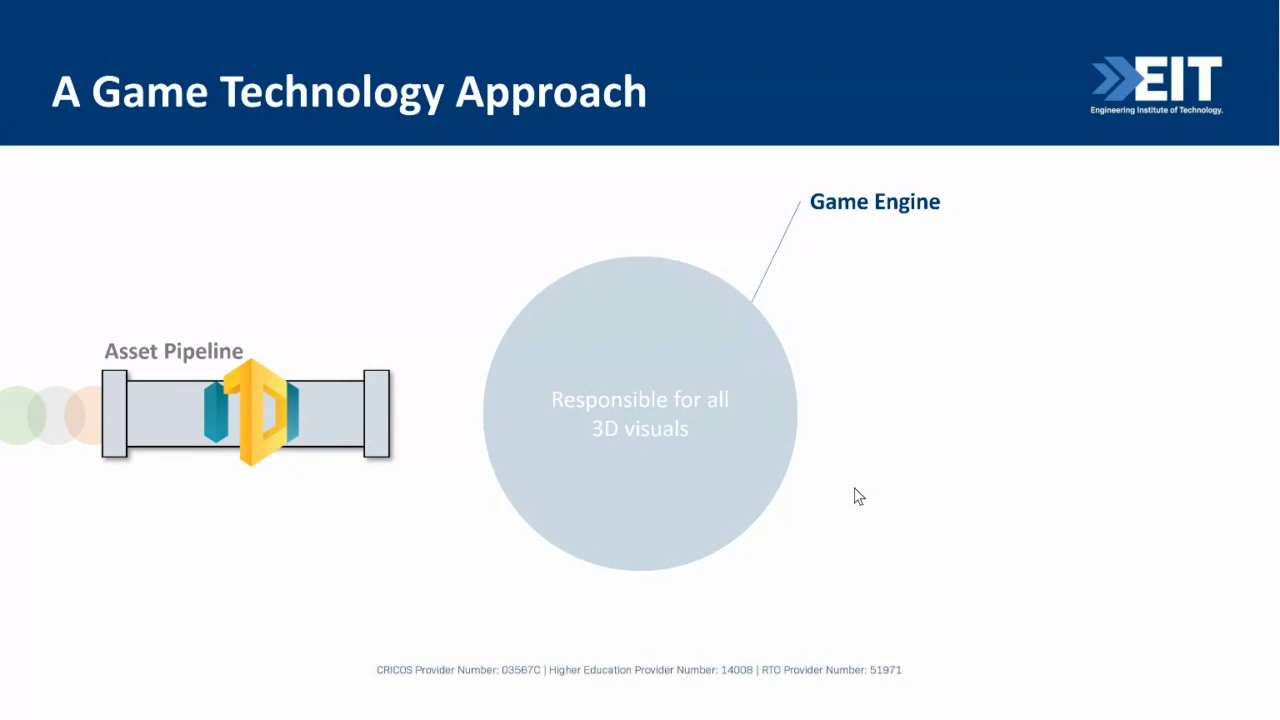 A Game Technology Approach
EIT
Engineering Institute of Technology.
Game Engine
Asset Pipeline
Responsible for all
3D visuals
CRICOS Provider Number: 03567C | Higher Education Provider Number: 14008 | RTO Provider Number: 51971